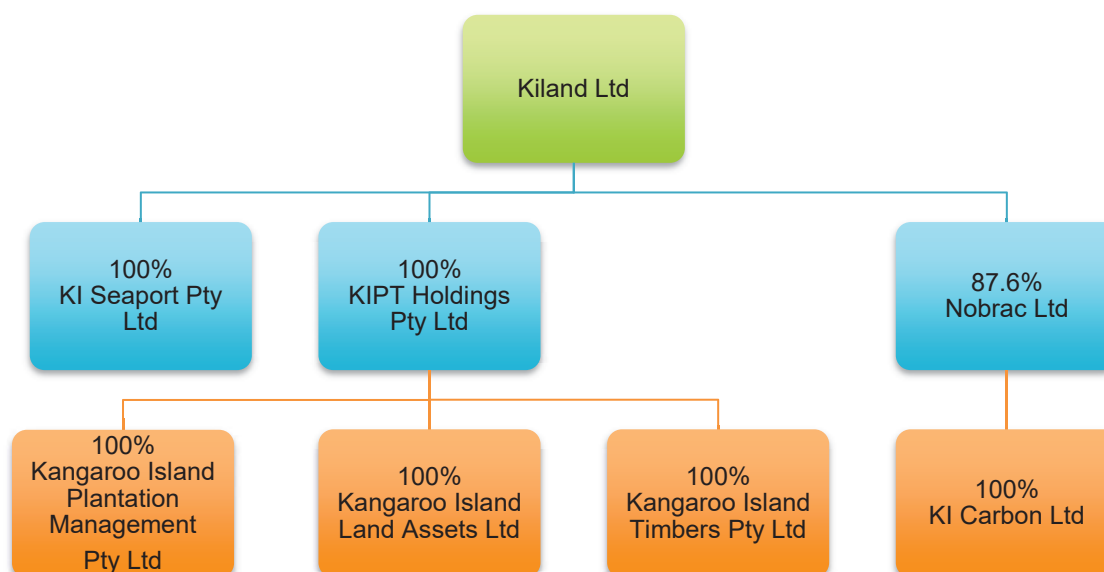 Kiland Ltd
100%
KI Seaport Pty
Ltd
100%
KIPT Holdings
Pty Ltd
87.6%
Nobrac Ltd
100%
Kangaroo Island
Plantation
Management
Pty Ltd
100%
Kangaroo Island
Land Assets Ltd
100%
Kangaroo Island
Timbers Pty Ltd
100%
KI Carbon Ltd